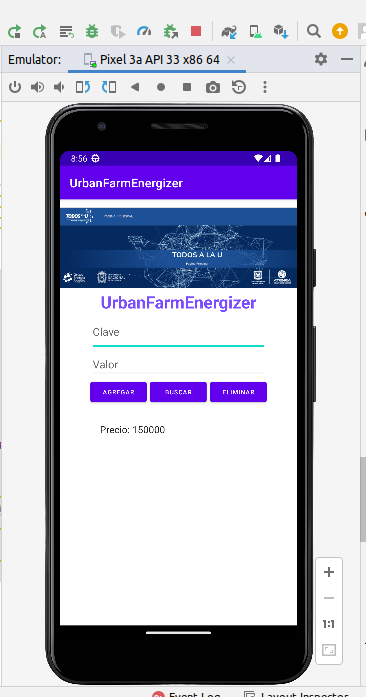 Emulator: Pixel 3a API 33 x86 64
8:56
UrbanFarmEnergizer
TODOS A LA U
UrbanFarmEnergizer
Clave
Valor
AGREGAR BUSCAR ELIMINAR
Precio: 150000
1:1
Event Log Layout Inspector